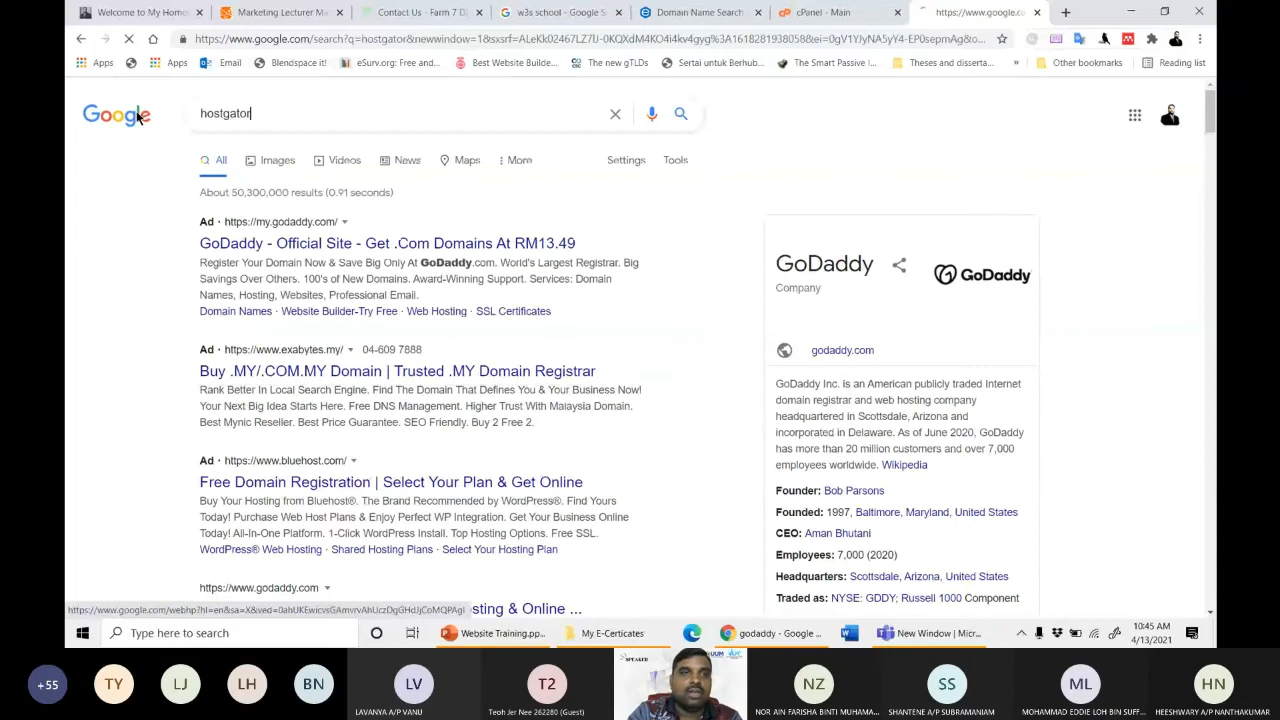 Welcome to My Home
Marketing Lecturer Ma
Contact Us - Farm 7 D
w3s school - Google S
Domain Name Search
cPanel - Main
https://www.google.co
https://www.google.com/search?q=hostgator&newwindow=1&sxsrf=
Apps
Apps
Email
Blendspace it!
eSurv.org: Free and...
Best Website Builde...
The new gTLDs
Sertai untuk Berhub...
The Smart Passive I...
Theses and disserta...
»
Other bookmarks
Reading list
Google
hostgator
All
Images
Videos
News
Maps
More
Settings
Tools
About 50,300,000 results (0.91 seconds)
Ad · https://my.godaddy.com/
GoDaddy - Official Site - Get .Com Domains At RM13.49
Register Your Domain Now & Save Big Only At GoDaddy.com. World's Largest Registrar. Big
Savings Over Others. 100's of New Domains. Award-Winning Support. Services: Domain
Names, Hosting, Websites, Professional Email.
Domain Names · Website Builder-Try Free · Web Hosting · SSL Certificates
Ad · https://www.exabytes.my/ 04-609 7888
Buy .MY/.COM.MY Domain | Trusted .MY Domain Registrar
Rank Better In Local Search Engine. Find The Domain That Defines You & Your Business Now!
Your Next Big Idea Starts Here. Free DNS Management. Higher Trust With Malaysia Domain.
Best Mynic Reseller. Best Price Guarantee. SEO Friendly. Buy 2 Free 2.
Ad · https://www.bluehost.com/
Free Domain Registration | Select Your Plan & Get Online
Buy Your Hosting from Bluehost®. The Brand Recommended by WordPress®. Find Yours
Today! Purchase Web Host Plans & Enjoy Perfect WP Integration. Get Your Business Online
Today! All-In-One Platform. 1-Click WordPress Install. Top Hosting Options. Free SSL.
WordPress® Web Hosting · Shared Hosting Plans · Select Your Hosting Plan
https://www.godaddy.com
sting & Online ...
GoDaddy
Company
GoDaddy
godaddy.com
GoDaddy Inc. is an American publicly traded Internet
domain registrar and web hosting company
headquartered in Scottsdale, Arizona and
incorporated in Delaware. As of June 2020, GoDaddy
has more than 20 million customers and over 7,000
employees worldwide. Wikipedia
Founder: Bob Parsons
Founded: 1997, Baltimore, Maryland, United States
CEO: Aman Bhutani
Employees: 7,000 (2020)
Headquarters: Scottsdale, Arizona, United States
Traded as: NYSE: GDDY; Russell 1000 Component
Type here to search
Website Training.pp...
My E-Certicates
godaddy - Google ...
New Window | Micr...
10:45 AM
4/13/2021
+55
TY
LJ
LH
BN
LV
LAVANYA A/P VANU
T2
Teoh Jer Nee 262280 (Guest)
SPEAKER
UUM
NZ
NOR AIN FARISHA BINTI MUHAMA...
SS
SHANTENE A/P SUBRAMANIAM
ML
MOHAMMAD EDDIE LOH BIN SUFF...
HN
HEESHWARY A/P NANTHAKUMAR